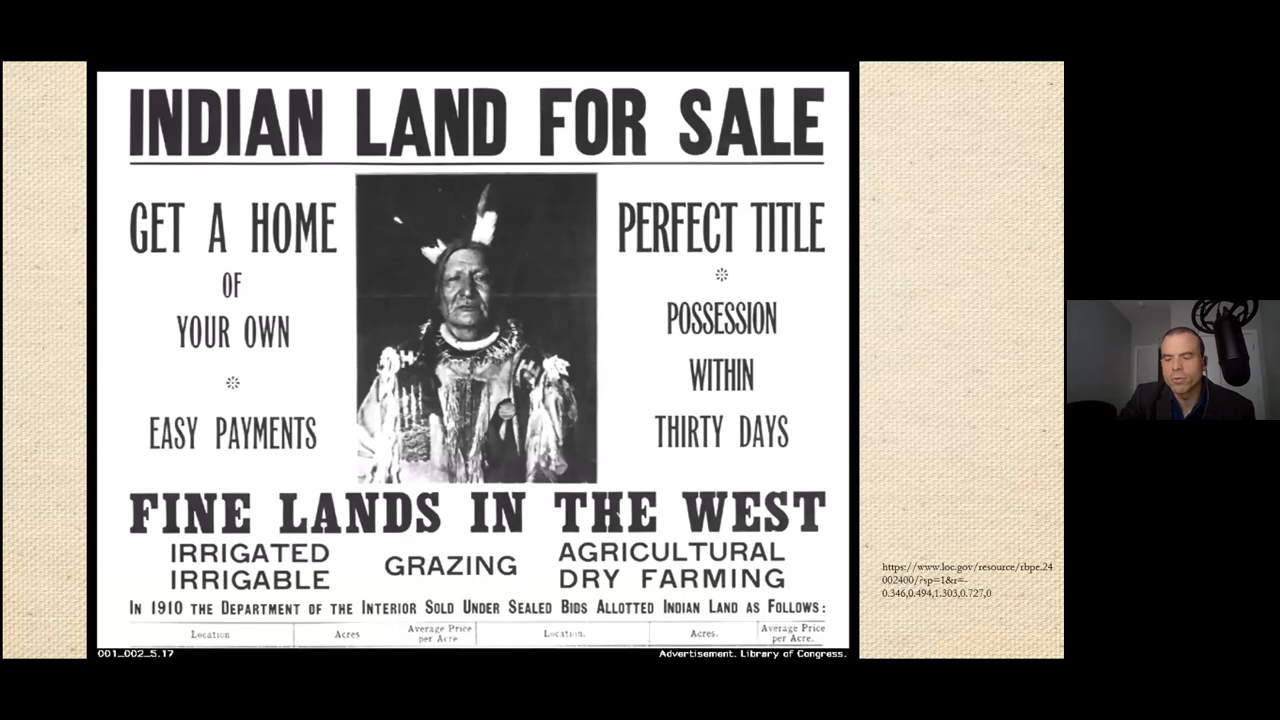 INDIAN LAND FOR SALE
GET A HOME
OF
YOUR OWN
EASY PAYMENTS
PERFECT TITLE
POSSESSION
WITHIN
THIRTY DAYS
FINE LANDS IN THE WEST
IRRIGATED
IRRIGABLE
GRAZING
AGRICULTURAL
DRY FARMING
IN 1910 THE DEPARTMENT OF THE INTERIOR SOLD UNDER SEALED BIDS ALLOTTED INDIAN LAND AS FOLLOWS:
Location Acres Average Price per Acre Location. Acres. Average Price per Acre.
001_002_5.17
Advertisement. Library of Congress.
https://www.loc.gov/resource/rbpe.24
002400/?sp=1&r=-
0.346,0.494,1.303,0.727,0